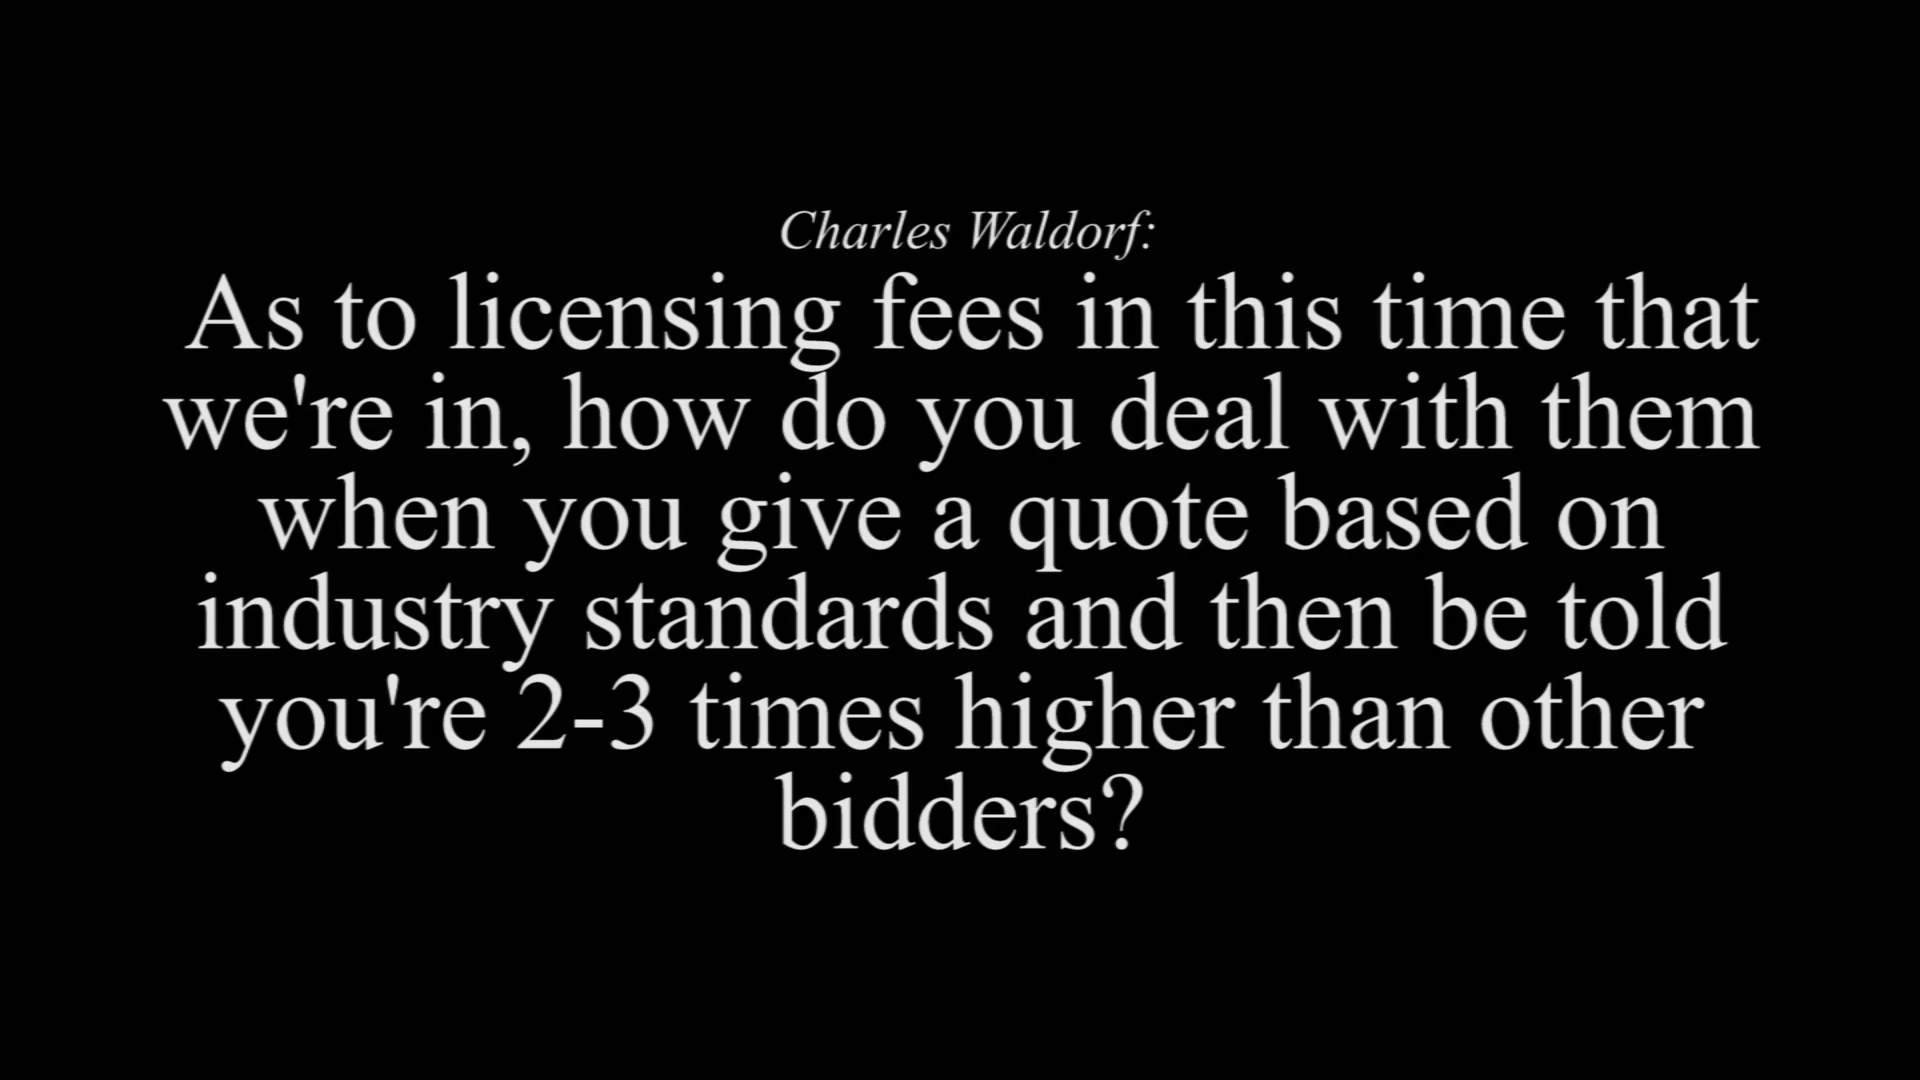 Charles Waldorf:
As to licensing fees in this time that
we're in, how do you deal with them
when you give a quote based on
industry standards and then be told
you're 2-3 times higher than other
bidders?